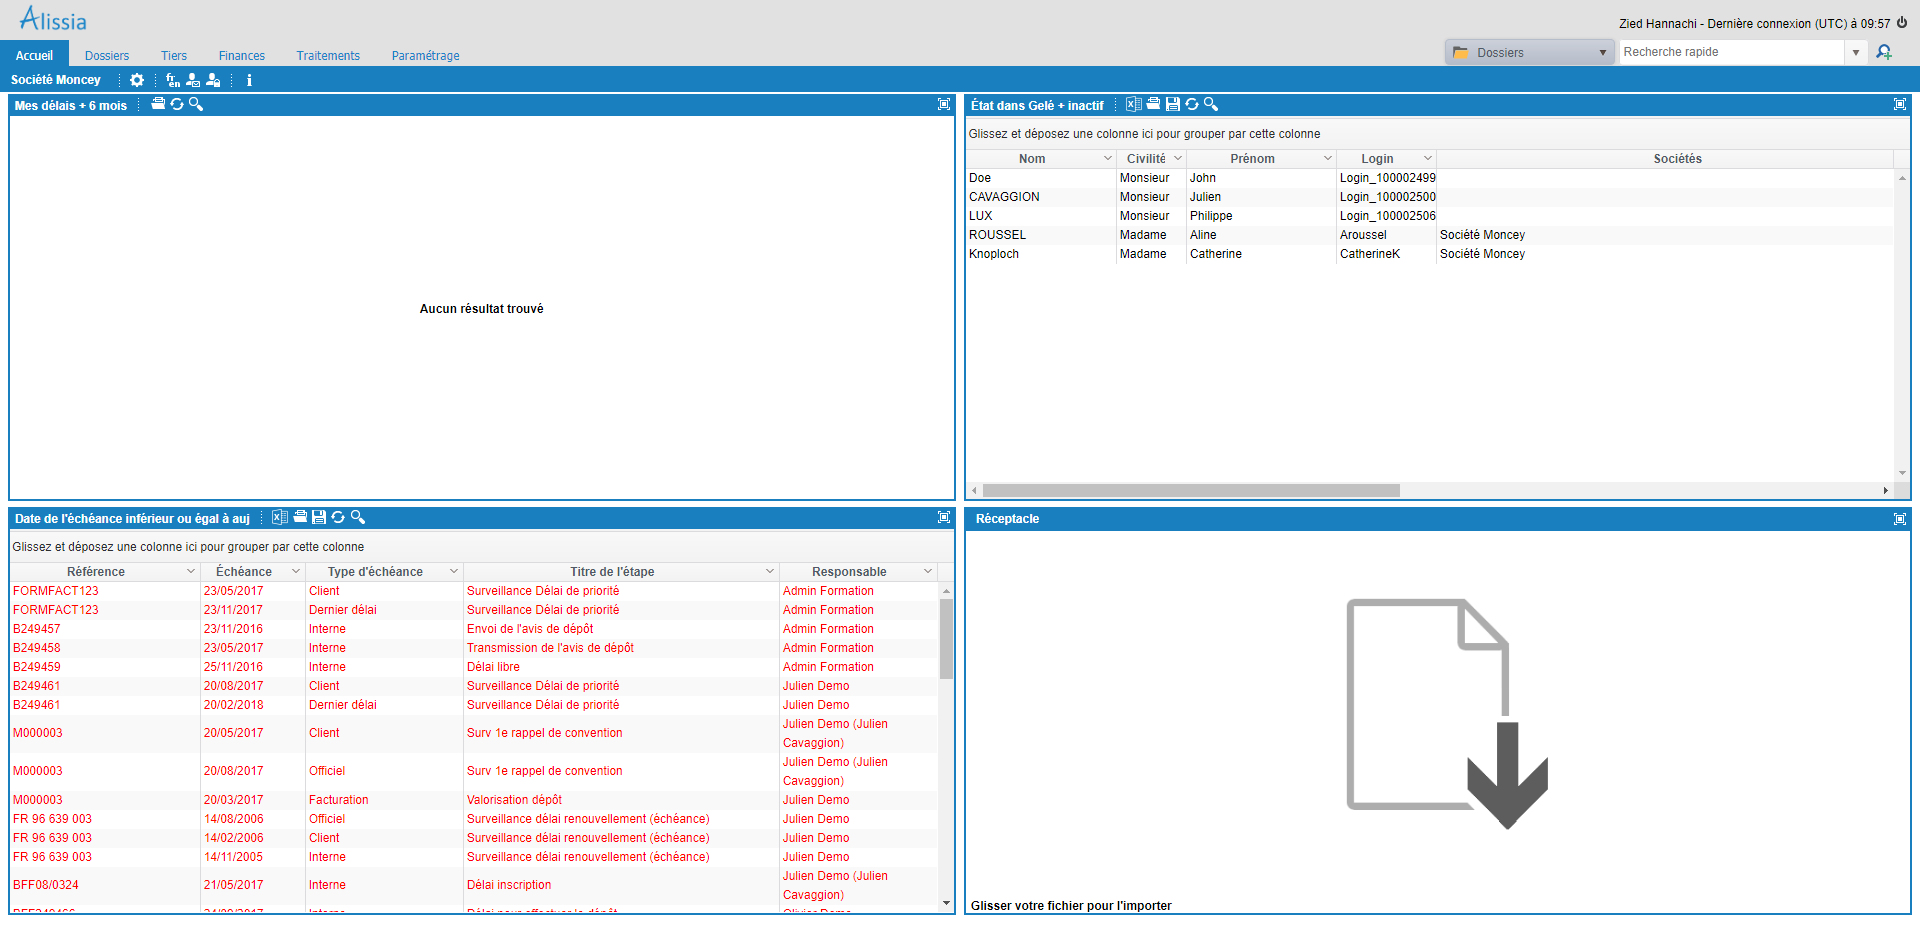 Alissia
Zied Hannachi - Dernière connexion (UTC) à 09:57
Accueil Dossiers Tiers Finances Traitements Paramétrage
Dossiers Recherche rapide
Société Moncey fr en i
Mes délais + 6 mois
Aucun résultat trouvé
État dans Gelé + inactif
Glissez et déposez une colonne ici pour grouper par cette colonne
Nom Civilité Prénom Login Sociétés
Doe Monsieur John Login_100002499
CAVAGGION Monsieur Julien Login_100002500
LUX Monsieur Philippe Login_100002506
ROUSSEL Madame Aline Aroussel Société Moncey
Knoploch Madame Catherine CatherineK Société Moncey
Date de l'échéance inférieur ou égal à auj
Glissez et déposez une colonne ici pour grouper par cette colonne
Référence Échéance Type d'échéance Titre de l'étape Responsable
FORMFACT123 23/05/2017 Client Surveillance Délai de priorité Admin Formation
FORMFACT123 23/11/2017 Dernier délai Surveillance Délai de priorité Admin Formation
B249457 23/11/2016 Interne Envoi de l'avis de dépôt Admin Formation
B249458 23/05/2017 Interne Transmission de l'avis de dépôt Admin Formation
B249459 25/11/2016 Interne Délai libre Admin Formation
B249461 20/08/2017 Client Surveillance Délai de priorité Julien Demo
B249461 20/02/2018 Dernier délai Surveillance Délai de priorité Julien Demo
M000003 20/05/2017 Client Surv 1e rappel de convention Julien Demo (Julien
Cavaggion)
M000003 20/08/2017 Officiel Surv 1e rappel de convention Julien Demo (Julien
Cavaggion)
M000003 20/03/2017 Facturation Valorisation dépôt Julien Demo
FR 96 639 003 14/08/2006 Officiel Surveillance délai renouvellement (échéance) Julien Demo
FR 96 639 003 14/02/2006 Client Surveillance délai renouvellement (échéance) Julien Demo
FR 96 639 003 14/11/2005 Interne Surveillance délai renouvellement (échéance) Julien Demo
BFF08/0324 21/05/2017 Interne Délai inscription Julien Demo (Julien
Cavaggion)
Réceptacle
Glisser votre fichier pour l'importer